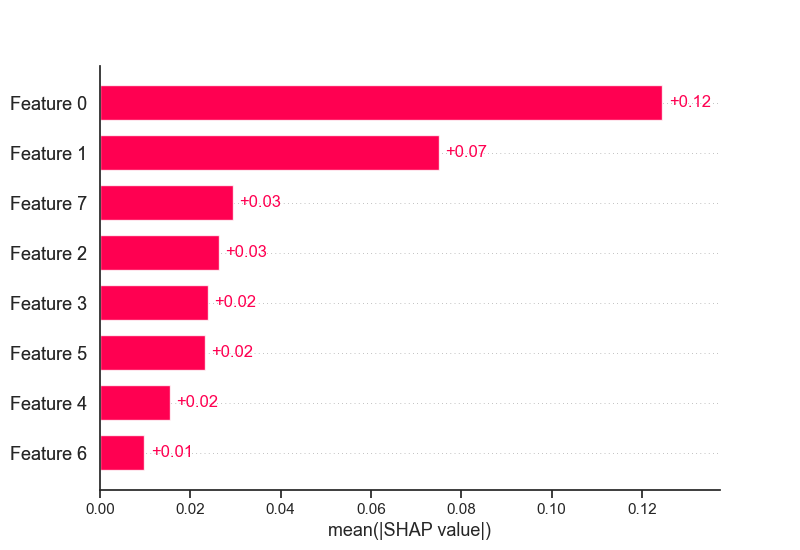 Feature 0 +0.12
Feature 1 +0.07
Feature 7 +0.03
Feature 2 +0.03
Feature 3 +0.02
Feature 5 +0.02
Feature 4 +0.02
Feature 6 +0.01
0.00 0.02 0.04 0.06 0.08 0.10 0.12
mean(|SHAP value|)